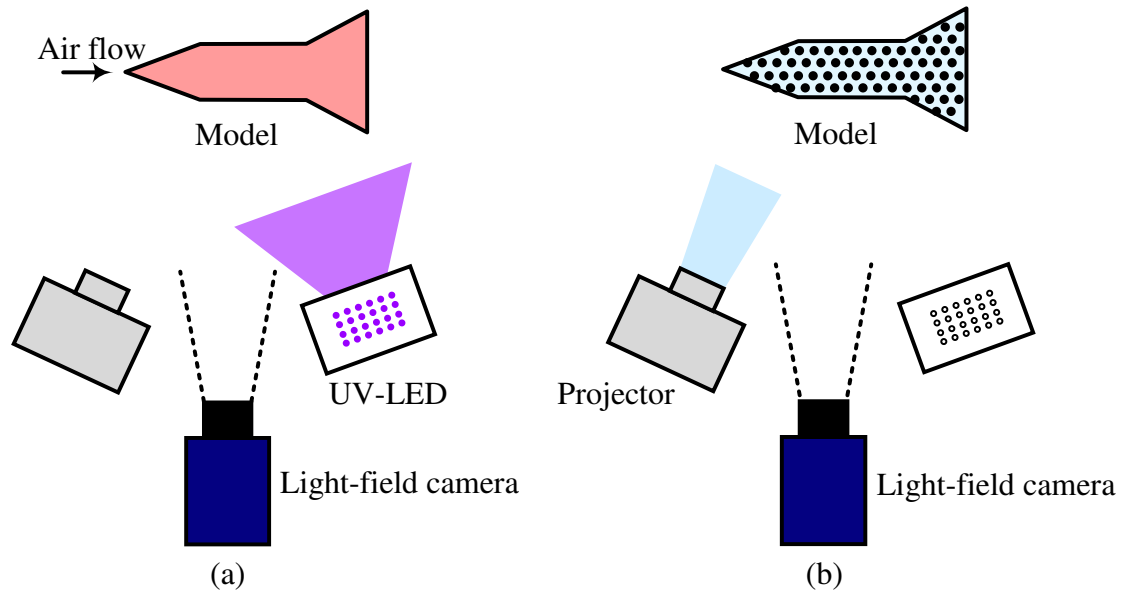 Air flow
Model
Model
UV-LED
Projector
Light-field camera
Light-field camera
(a)
(b)